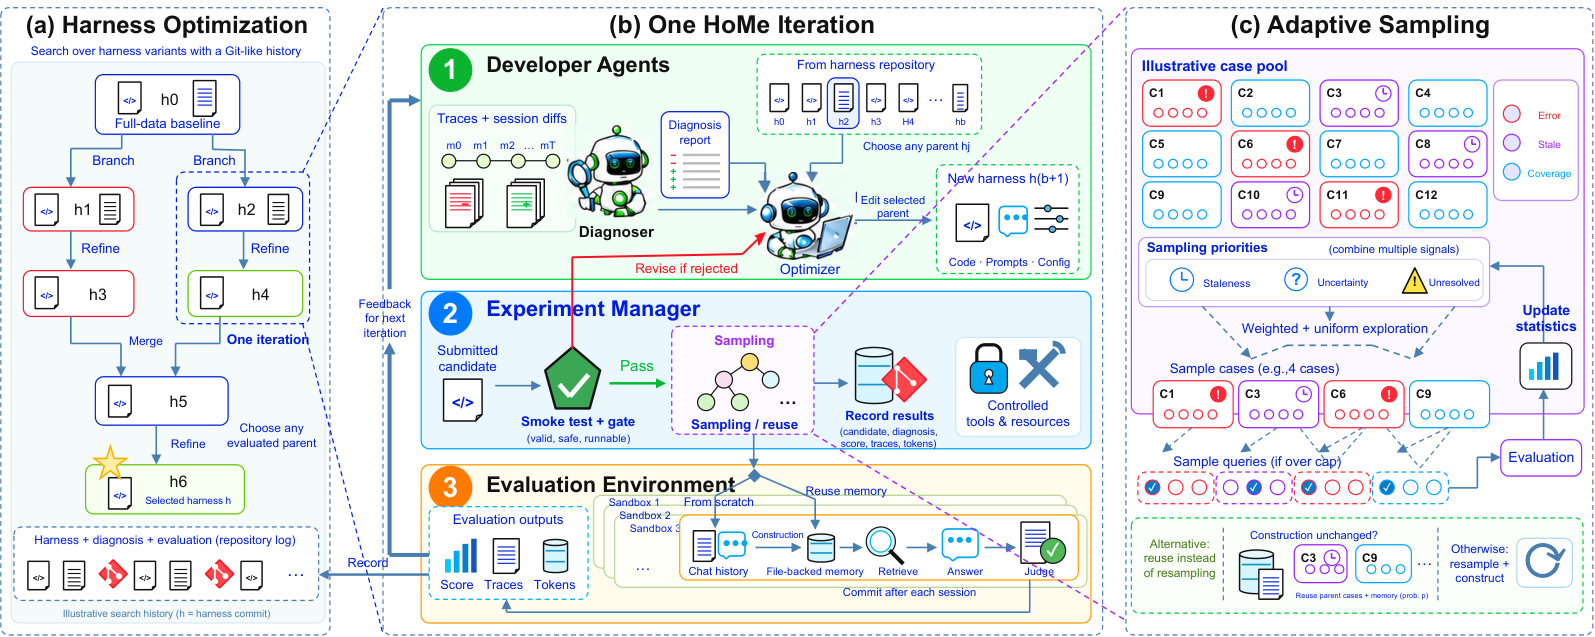 (a) Harness Optimization
Search over harness variants with a Git-like history
</>
h0
Full-data baseline
Branch
Branch
</>
h1
</>
h2
Refine
Refine
</>
h3
</>
h4
Merge
One iteration
</>
h5
Choose any
evaluated parent
Refine
h6
</>
Selected harness h
Harness + diagnosis + evaluation (repository log)
</>
</>
</>
...
Illustrative search history (h = harness commit)
(b) One HoMe Iteration
1
Developer Agents
Traces + session diffs
m0 m1 m2 ... mT
Diagnoser
Diagnosis
report
From harness repository
</>
</>
</>
</>
...
h0 h1 h2 h3 H4 hb
Choose any parent hj
Optimizer
Edit selected
parent
New harness h(b+1)
</>
Code · Prompts · Config
Revise if rejected
Feedback
for next
iteration
2
Experiment Manager
Submitted
candidate
</>
Smoke test + gate
(valid, safe, runnable)
Pass
Sampling
...
Sampling / reuse
Record results
(candidate, diagnosis,
score, traces, tokens)
Controlled
tools & resources
3
Evaluation Environment
Evaluation outputs
Score Traces Tokens
Record
Sandbox 1
Sandbox 2
Sandbox 3
...
From scratch
Reuse memory
Construction
Chat history
File-backed memory
Retrieve
Answer
Judge
Commit after each session
(c) Adaptive Sampling
Illustrative case pool
C1 ! C2 C3 C4
C5 C6 ! C7 C8
C9 C10 C11 ! C12
Error
Stale
Coverage
Sampling priorities
(combine multiple signals)
Staleness
? Uncertainty
! Unresolved
Weighted + uniform exploration
Update
statistics
Sample cases (e.g.,4 cases)
C1 ! C3 C6 ! C9
Sample queries (if over cap)
Evaluation
Alternative:
reuse instead
of resampling
Construction unchanged?
C3 C9 ...
Reuse parent cases + memory (prob. p)
Otherwise:
resample +
construct